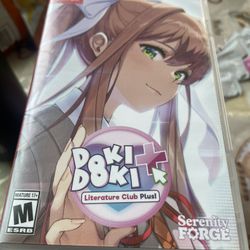 DOKI
DOKI
Literature Club Plus!
MATURE 17+
M
ESRB
Serenity
FORGE